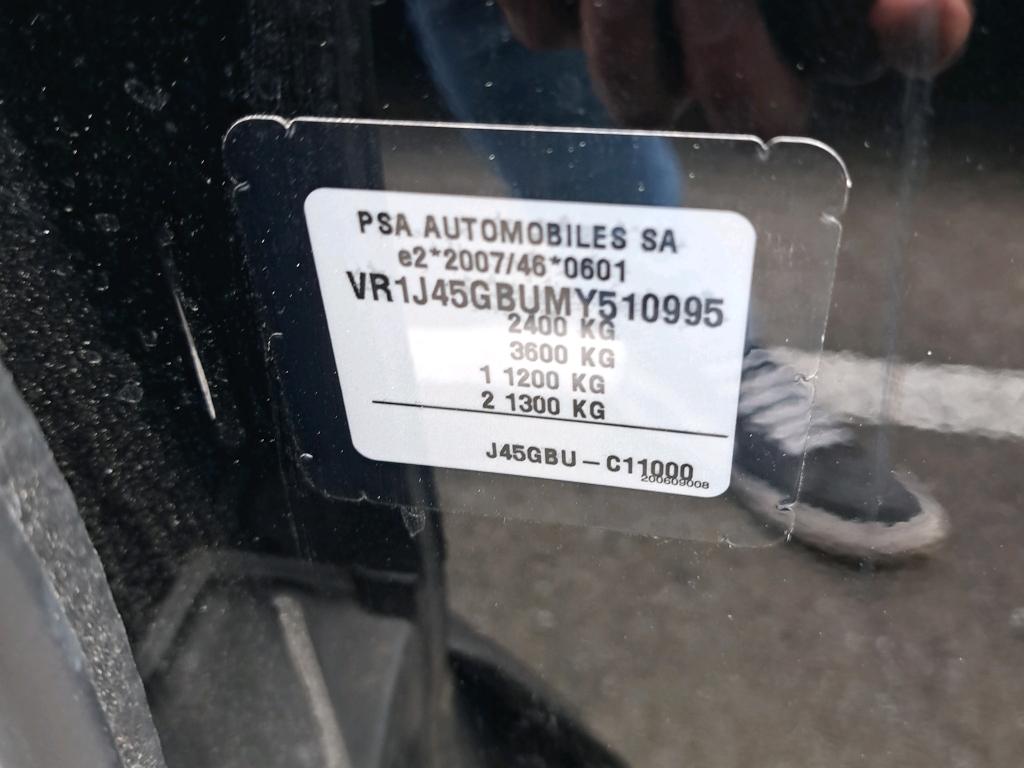 PSA AUTOMOBILES SA
e2*2007/46*0601
VR1J45GBUMY510995
2400 KG
3600 KG
1 1200 KG
2 1300 KG
J45GBU – C11000
200609008